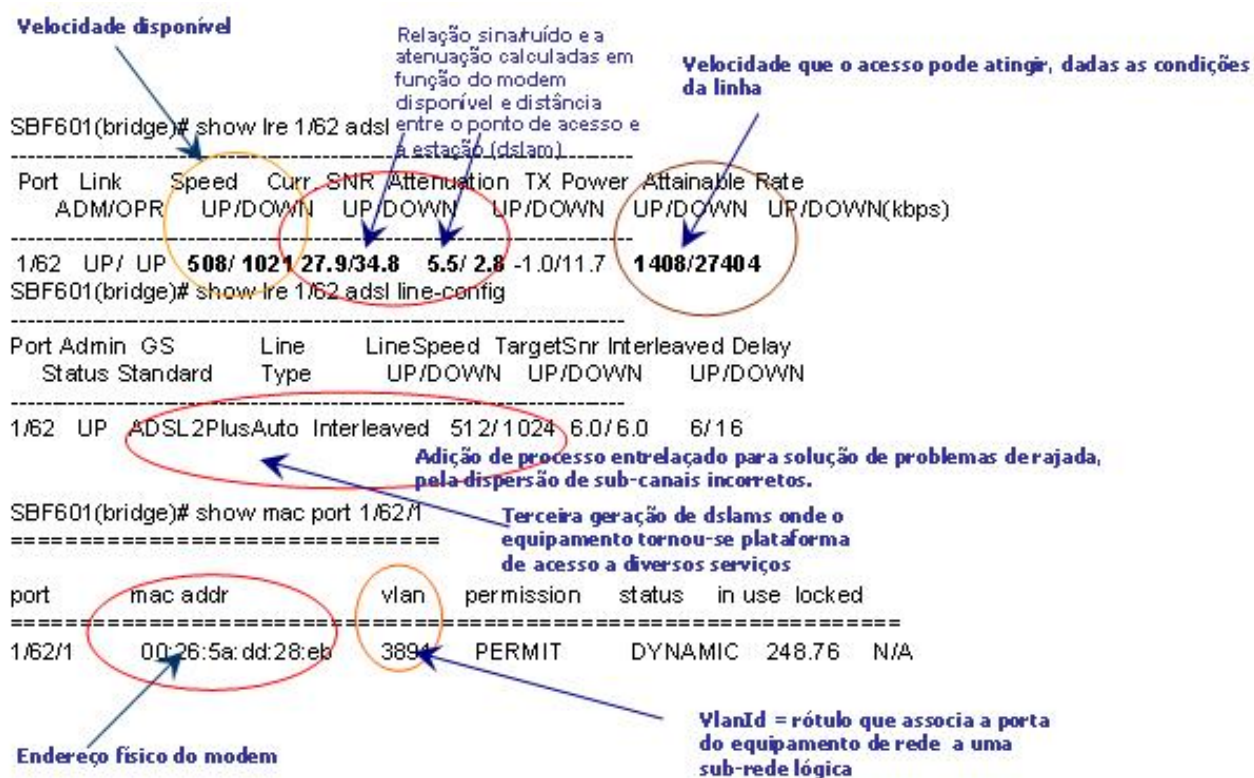 Velocidade disponível
Relação sinal/ruído e a
atenuação calculadas em
função do modem
disponível e distância
entre o ponto de acesso e
a estação (dslam)
Velocidade que o acesso pode atingir, dadas as condições
da linha
SBF601(bridge)# show lre 1/62 adsl
Port Link Speed Curr. SNR Attenuation TX Power Attainable Rate
ADM/OPR UP/DOWN UP/DOWN UP/DOWN UP/DOWN UP/DOWN(kbps)
1/62 UP/ UP 508/ 1021 27.9/34.8 5.5/ 2.8 -1.0/11.7 1408/27404
SBF601(bridge)# show lre 1/62 adsl line-config
Port Admin GS Line LineSpeed TargetSnr Interleaved Delay
Status Standard Type UP/DOWN UP/DOWN UP/DOWN
1/62 UP ADSL2PlusAuto Interleaved 512/1024 6.0/6.0 6/16
Adição de processo entrelaçado para solução de problemas de rajada,
pela dispersão de sub-canais incorretos.
SBF601(bridge)# show mac port 1/62/1
Terceira geração de dslams onde o
equipamento tornou-se plataforma
de acesso a diversos serviços
port mac addr vlan permission status in use locked
1/62/1 00:26:5a:dd:28:eb PERMIT DYNAMIC 248.76 N/A
Endereço físico do modem
VlanId = rótulo que associa a porta
do equipamento de rede a uma
sub-rede lógica